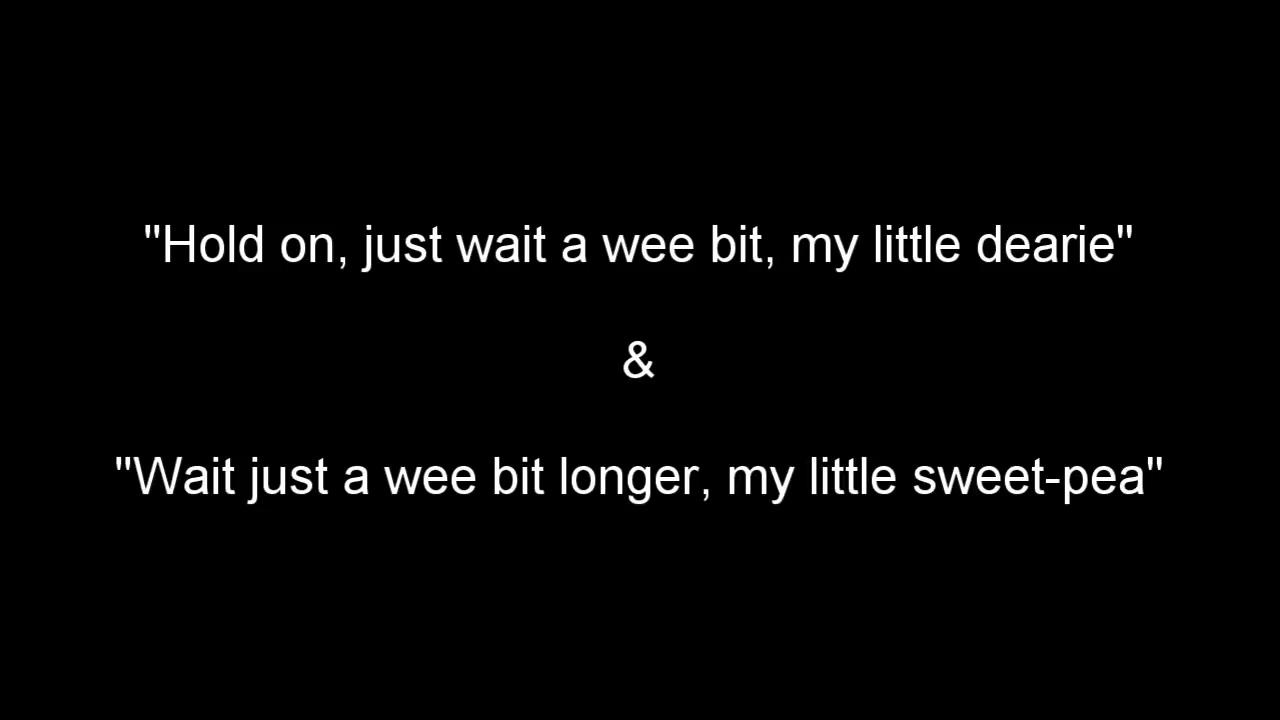 "Hold on, just wait a wee bit, my little dearie"
&
"Wait just a wee bit longer, my little sweet-pea"